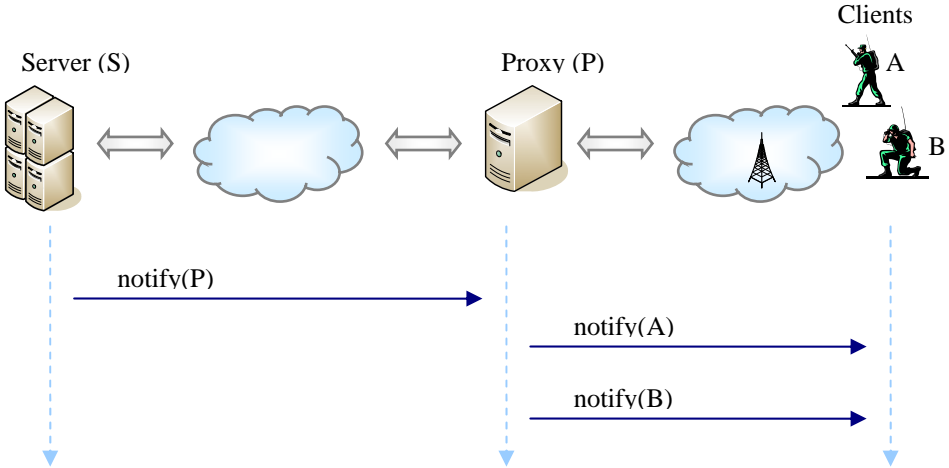 Clients
Server (S)
Proxy (P)
A
B
notify(P)
notify(A)
notify(B)